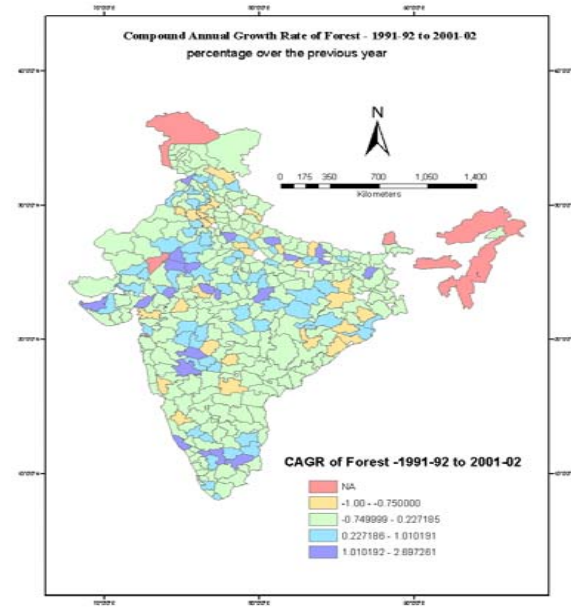 Compound Annual Growth Rate of Forest - 1991-92 to 2001-02
percentage over the previous year
N
0 175 350 700 1,050 1,400
Kilometers
CAGR of Forest -1991-92 to 2001-02
NA
-1.00 - -0.750000
-0.749999 - 0.227185
0.227186 - 1.010191
1.010192 - 2.697261